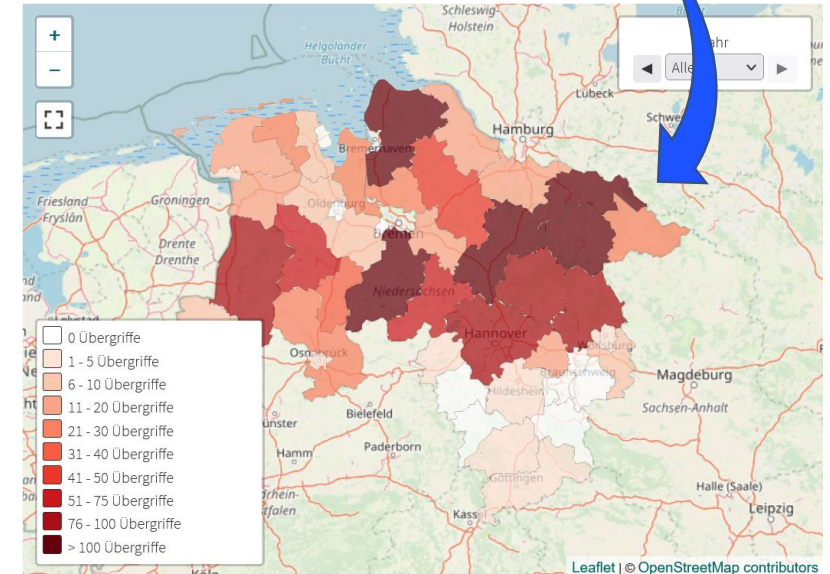 +
−
Schleswig-
Holstein
Helgoländer
Bucht
Alle
Lübeck
Hamburg
Bremerhaven
Friesland
Fryslân
Groningen
Oldenburg
Bremen
Drente
Drenthe
Niedersachsen
Hannover
Wolfsburg
Osnabrück
Braunschweig
Magdeburg
Hildesheim
Sachsen-Anhalt
Bielefeld
Hamm
Paderborn
Göttingen
Halle (Saale)
Leipzig
0 Übergriffe
1 - 5 Übergriffe
6 - 10 Übergriffe
11 - 20 Übergriffe
21 - 30 Übergriffe
31 - 40 Übergriffe
41 - 50 Übergriffe
51 - 75 Übergriffe
76 - 100 Übergriffe
> 100 Übergriffe
Leaflet | © OpenStreetMap contributors